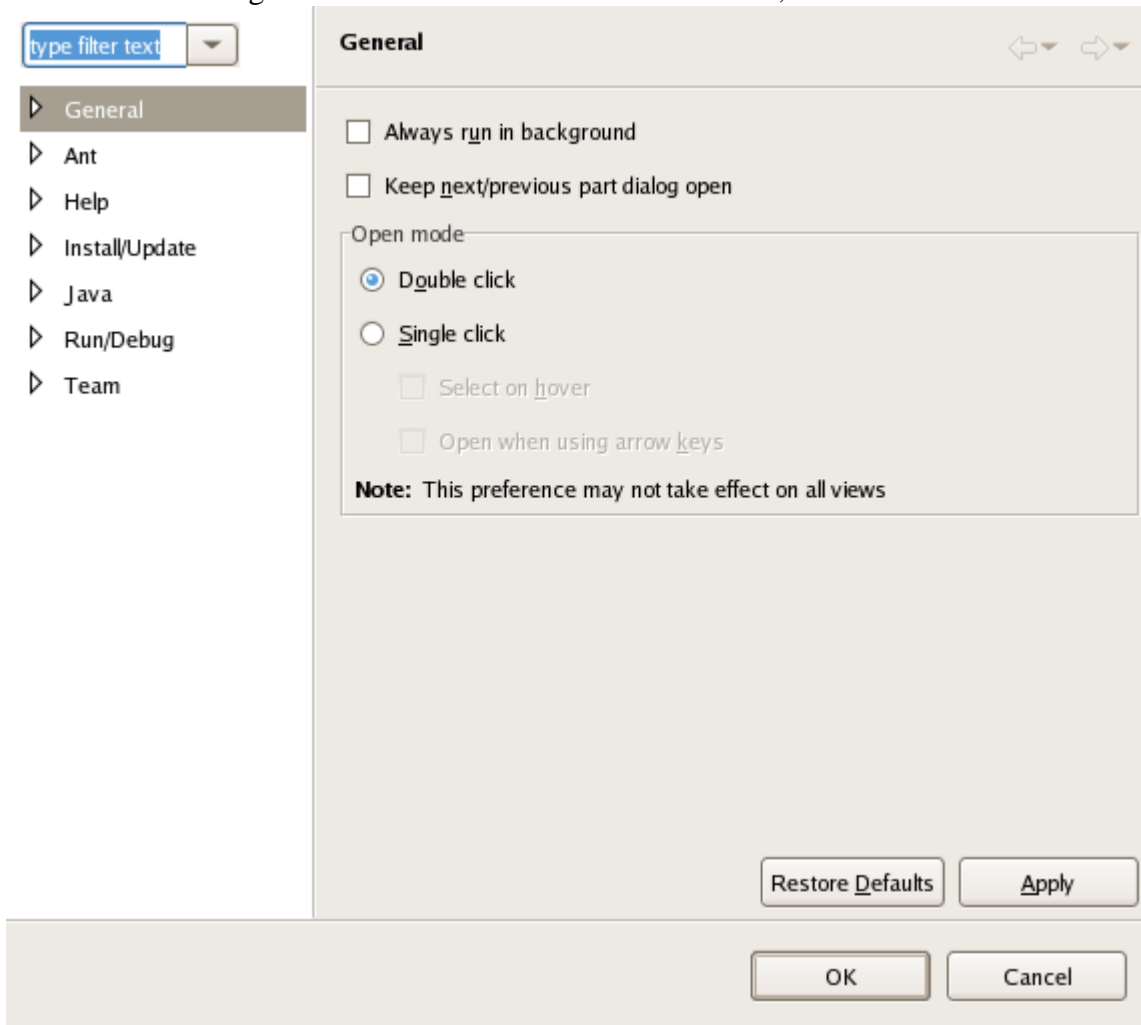 type filter text
General
General
Ant
Help
Install/Update
Java
Run/Debug
Team
Always run in background
Keep next/previous part dialog open
Open mode
Double click
Single click
Select on hover
Open when using arrow keys
Note: This preference may not take effect on all views
Restore Defaults
Apply
OK
Cancel